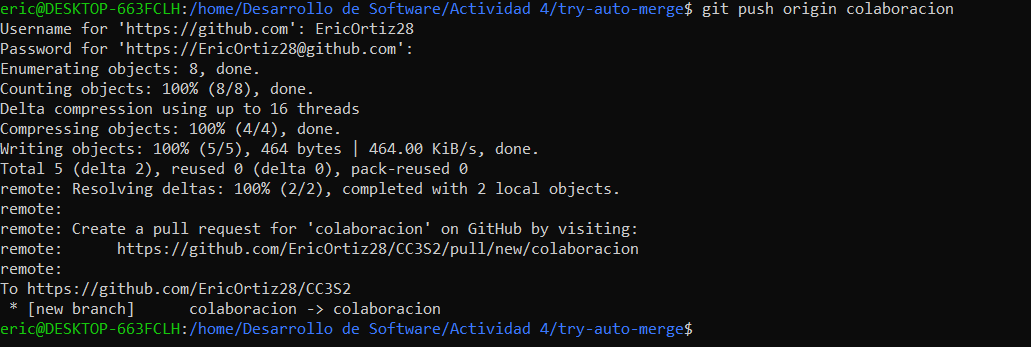 eric@DESKTOP-663FCLH:/home/Desarrollo de Software/Actividad 4/try-auto-merge$ git push origin colaboracion
Username for 'https://github.com': EricOrtiz28
Password for 'https://EricOrtiz28@github.com':
Enumerating objects: 8, done.
Counting objects: 100% (8/8), done.
Delta compression using up to 16 threads
Compressing objects: 100% (4/4), done.
Writing objects: 100% (5/5), 464 bytes | 464.00 KiB/s, done.
Total 5 (delta 2), reused 0 (delta 0), pack-reused 0
remote: Resolving deltas: 100% (2/2), completed with 2 local objects.
remote:
remote: Create a pull request for 'colaboracion' on GitHub by visiting:
remote:      https://github.com/EricOrtiz28/CC3S2/pull/new/colaboracion
remote:
To https://github.com/EricOrtiz28/CC3S2
 * [new branch]      colaboracion -> colaboracion
eric@DESKTOP-663FCLH:/home/Desarrollo de Software/Actividad 4/try-auto-merge$